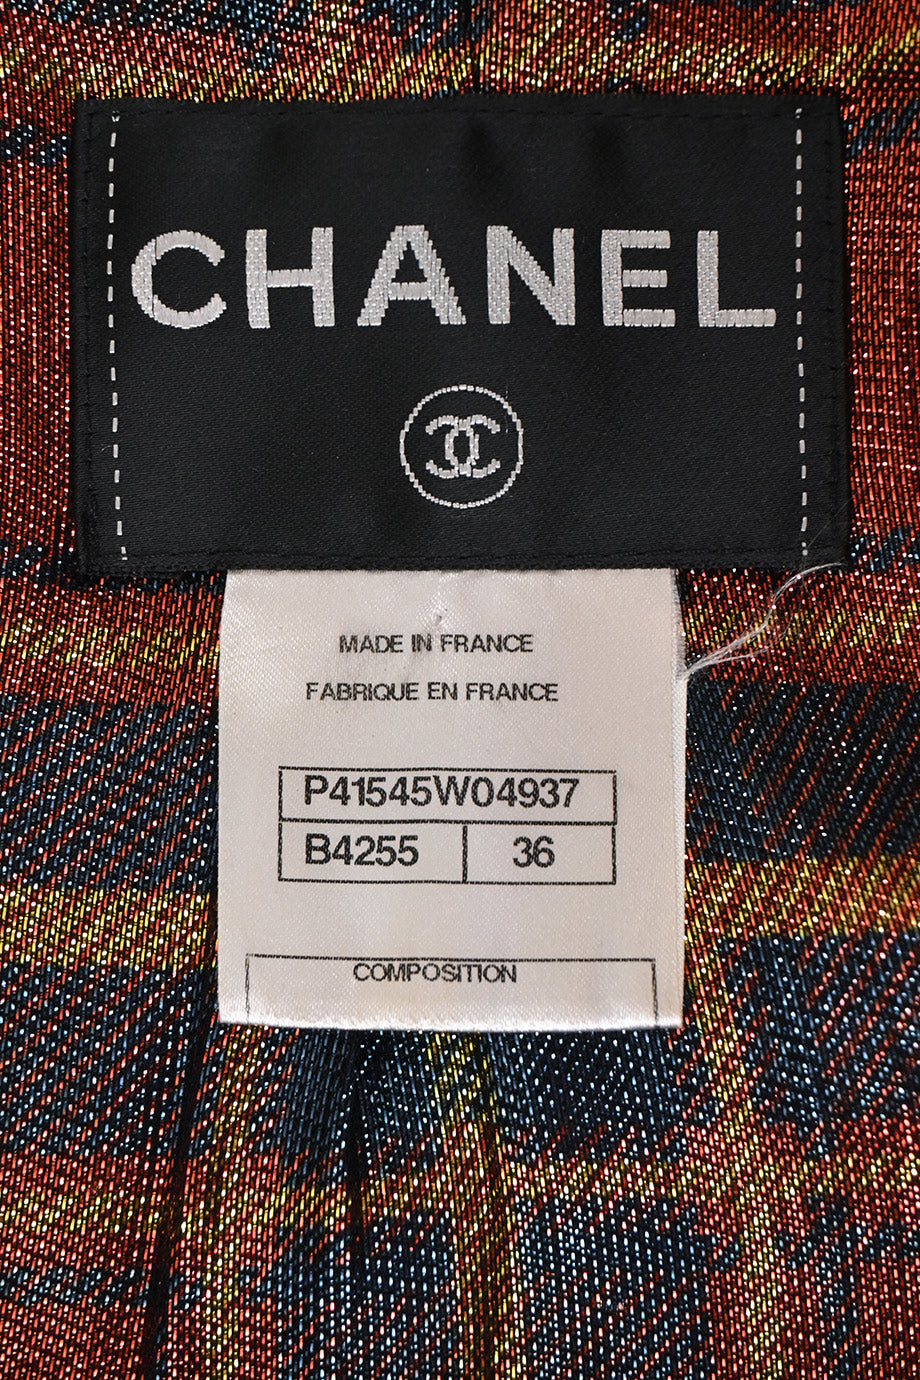 CHANEL
MADE IN FRANCE
FABRIQUE EN FRANCE
P41545W04937
B4255 36
COMPOSITION